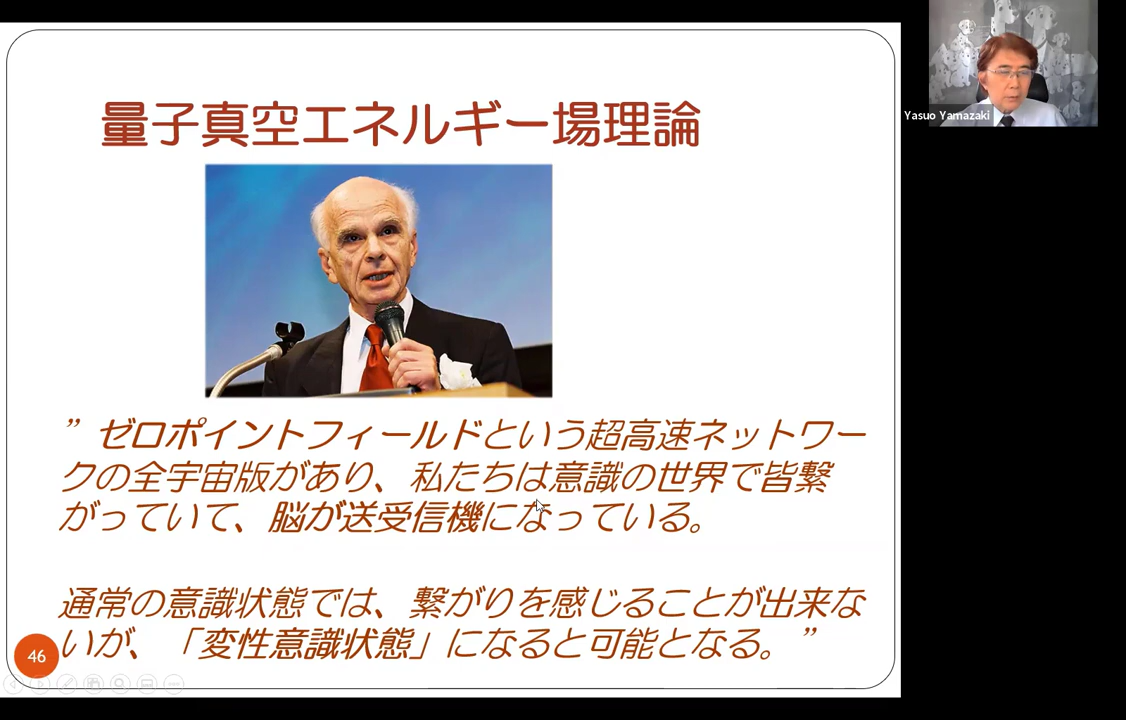 量子真空エネルギー場理論
Yasuo Yamazaki
”ゼロポイントフィールドという超高速ネットワー
クの全宇宙版があり、私たちは意識の世界で皆繋
がっていて、脳が送受信機になっている。
通常の意識状態では、繋がりを感じることが出来な
いが、「変性意識状態」になると可能となる。”
46